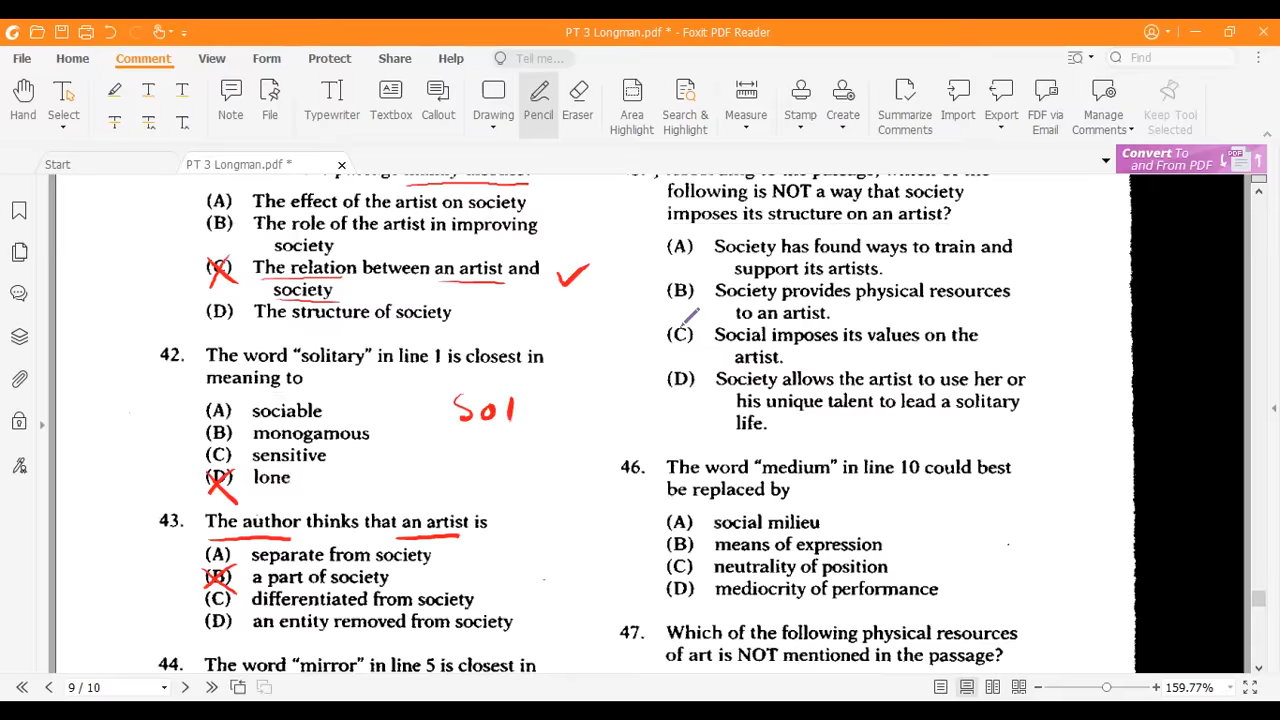 PT 3 Longman.pdf * - Foxit PDF Reader
File Home Comment View Form Protect Share Help Tell me... Find
Hand Select Note File Typewriter Textbox Callout Drawing Pencil Eraser Area Highlight Search & Highlight Measure Stamp Create Summarize Comments Import Export FDF via Email Manage Comments Keep Tool Selected
Start PT 3 Longman.pdf * Convert To and From PDF
(A) The effect of the artist on society
(B) The role of the artist in improving
society
(C) The relation between an artist and
society
(D) The structure of society
42. The word "solitary" in line 1 is closest in
meaning to
(A) sociable
Sol
(B) monogamous
(C) sensitive
(D) lone
43. The author thinks that an artist is
(A) separate from society
(B) a part of society
(C) differentiated from society
(D) an entity removed from society
44. The word "mirror" in line 5 is closest in
following is NOT a way that society
imposes its structure on an artist?
(A) Society has found ways to train and
support its artists.
(B) Society provides physical resources
to an artist.
(C) Social imposes its values on the
artist.
(D) Society allows the artist to use her or
his unique talent to lead a solitary
life.
46. The word "medium" in line 10 could best
be replaced by
(A) social milieu
(B) means of expression
(C) neutrality of position
(D) mediocrity of performance
47. Which of the following physical resources
of art is NOT mentioned in the passage?
9 / 10 159.77%